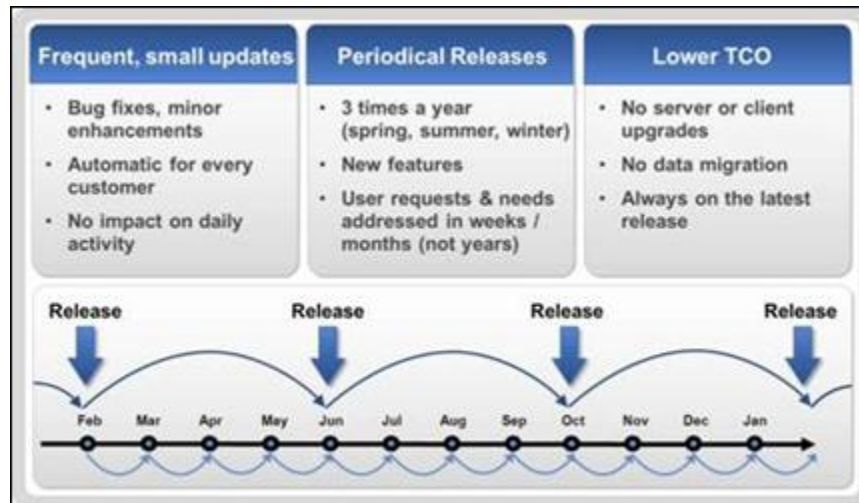 Frequent, small updates
• Bug fixes, minor
enhancements
• Automatic for every
customer
• No impact on daily
activity
Periodical Releases
• 3 times a year
(spring, summer, winter)
• New features
• User requests & needs
addressed in weeks /
months (not years)
Lower TCO
• No server or client
upgrades
• No data migration
• Always on the latest
release
Release Release Release Release
Feb Mar Apr May Jun Jul Aug Sep Oct Nov Dec Jan